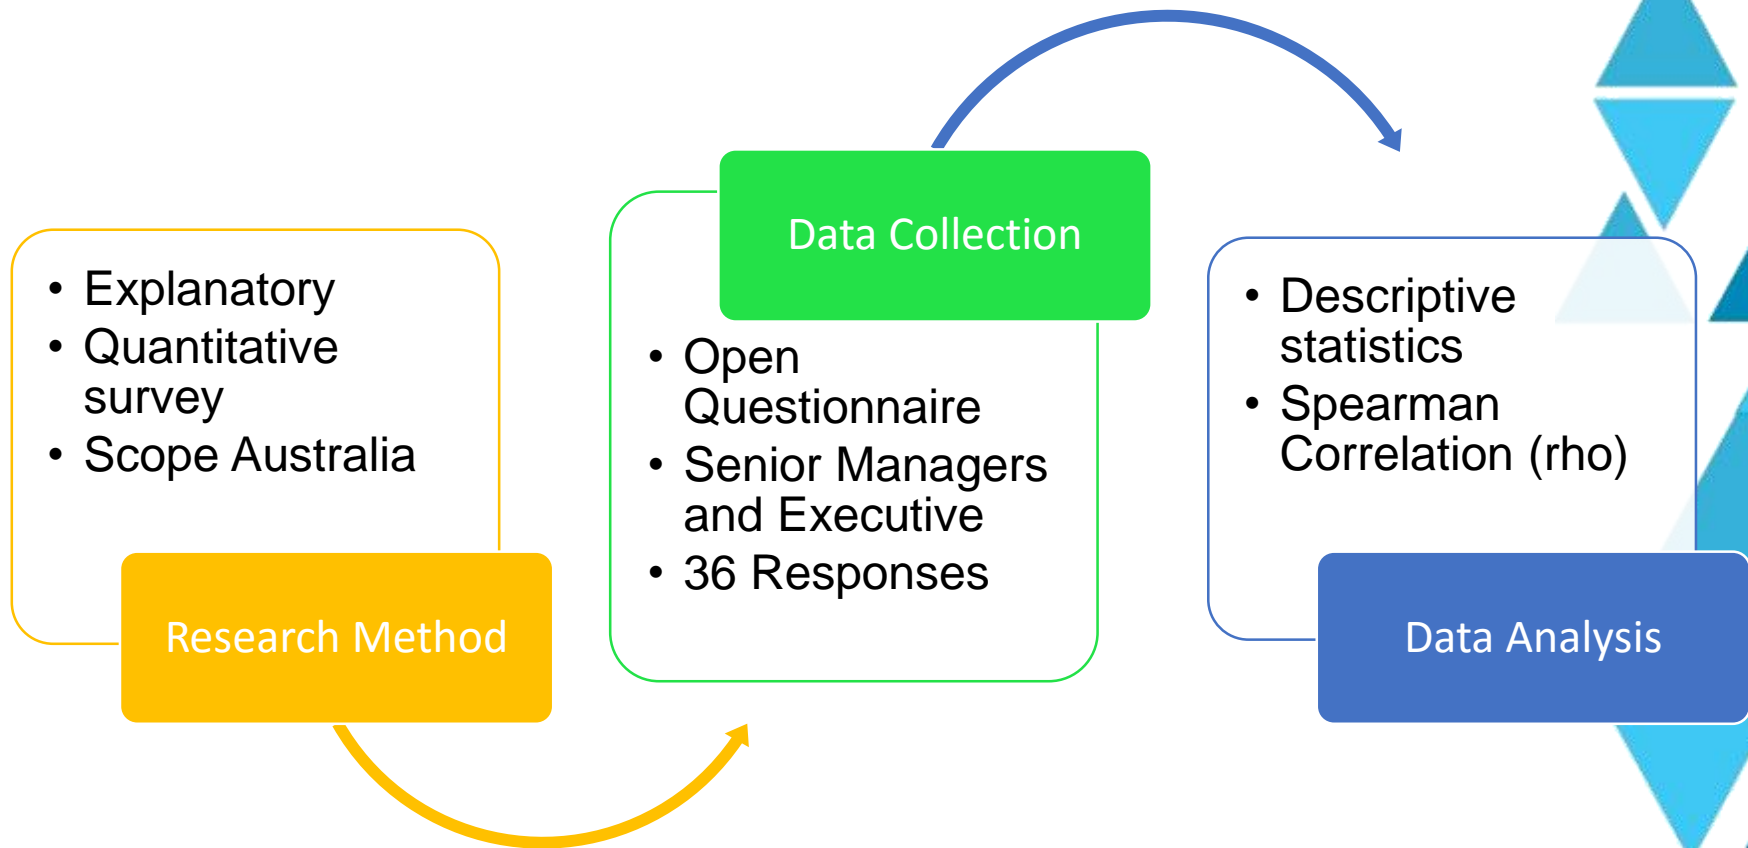 • Explanatory
• Quantitative
survey
• Scope Australia
Research Method
Data Collection
• Open
Questionnaire
• Senior Managers
and Executive
• 36 Responses
• Descriptive
statistics
• Spearman
Correlation (rho)
Data Analysis